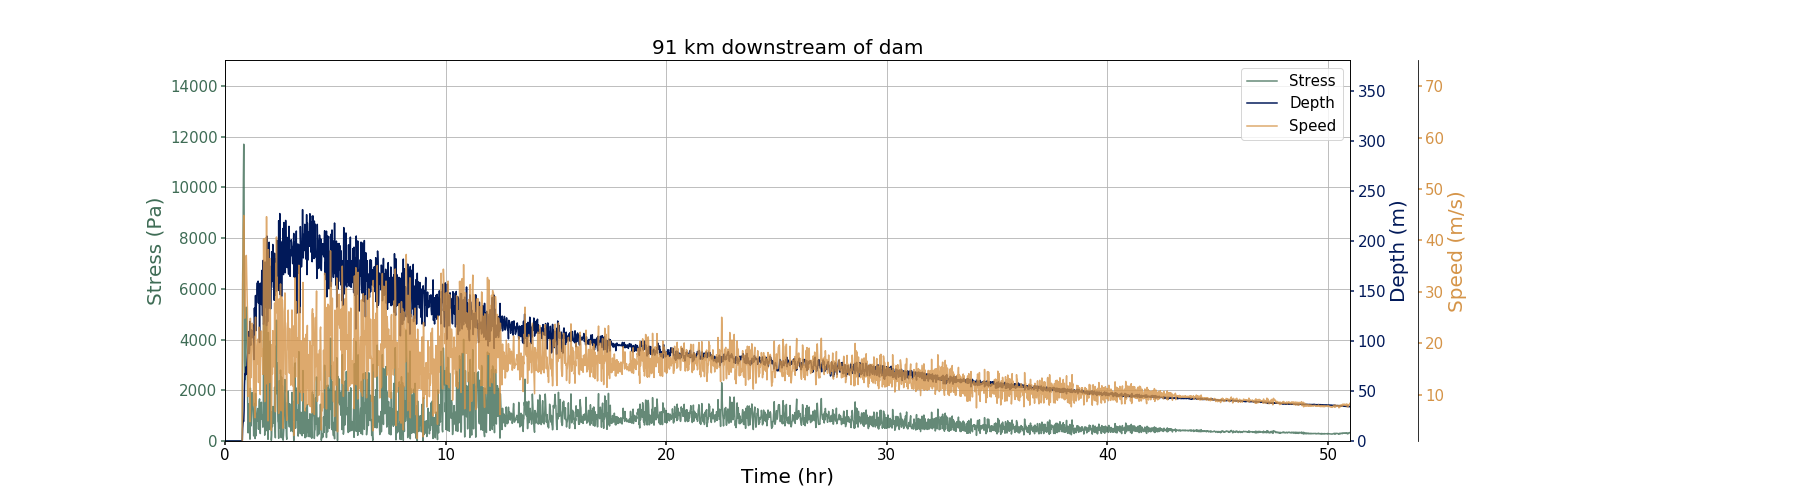 91 km downstream of dam
Stress (Pa)
14000
12000
10000
8000
6000
4000
2000
0
Stress
Depth
Speed
350
300
250
200
150
100
50
0
Depth (m)
70
60
50
40
30
20
10
Speed (m/s)
0 10 20 30 40 50
Time (hr)